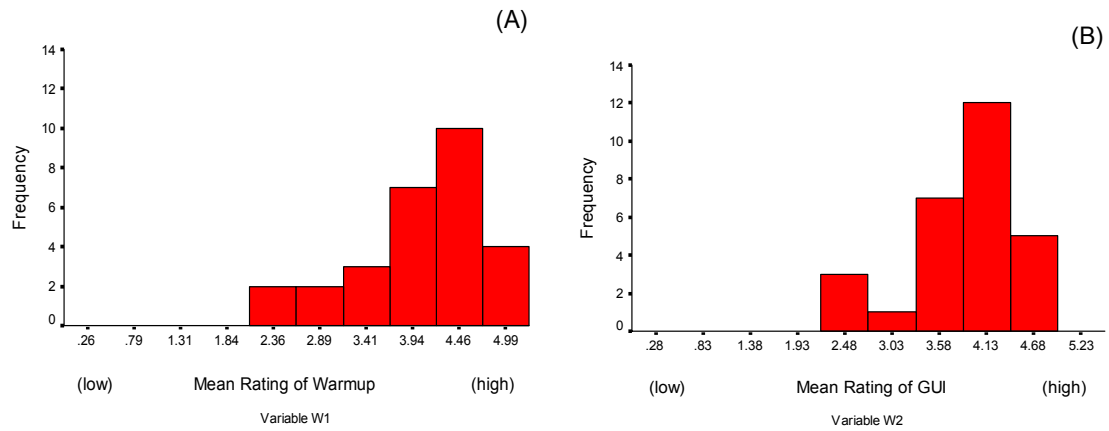 (A)
14
12
10
8
6
4
2
0
Frequency
.26 .79 1.31 1.84 2.36 2.89 3.41 3.94 4.46 4.99
(low) Mean Rating of Warmup (high)
Variable W1
(B)
14
12
10
8
6
4
2
0
Frequency
.28 .83 1.38 1.93 2.48 3.03 3.58 4.13 4.68 5.23
(low) Mean Rating of GUI (high)
Variable W2